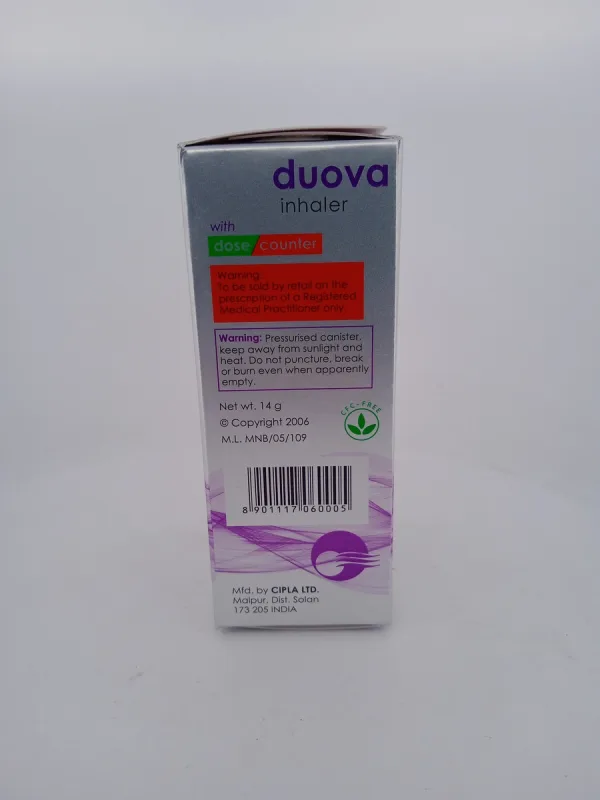 duova
inhaler
with
dose counter
Warning
To be sold by retail on the
prescription of a Registered
Medical Practitioner only.
Warning: Pressurised canister,
keep away from sunlight and
heat. Do not puncture, break
or burn even when apparently
empty.
Net wt. 14 g
© Copyright 2006
M.L. MNB/05/109
CFC-FREE
8 901117 060005
Mfd. by CIPLA LTD.
Malpur, Dist. Solan
173 205 INDIA